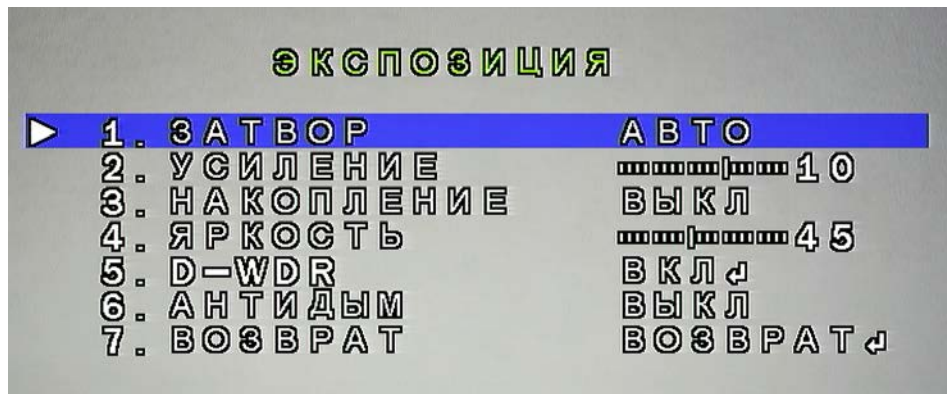 ЭКСПОЗИЦИЯ
1. ЗАТВОР АВТО
2. УСИЛЕНИЕ 10
3. НАКОПЛЕНИЕ ВЫКЛ
4. ЯРКОСТЬ 45
5. D-WDR ВКЛ↲
6. АНТИДЫМ ВЫКЛ
7. ВОЗВРАТ ВОЗВРАТ↲